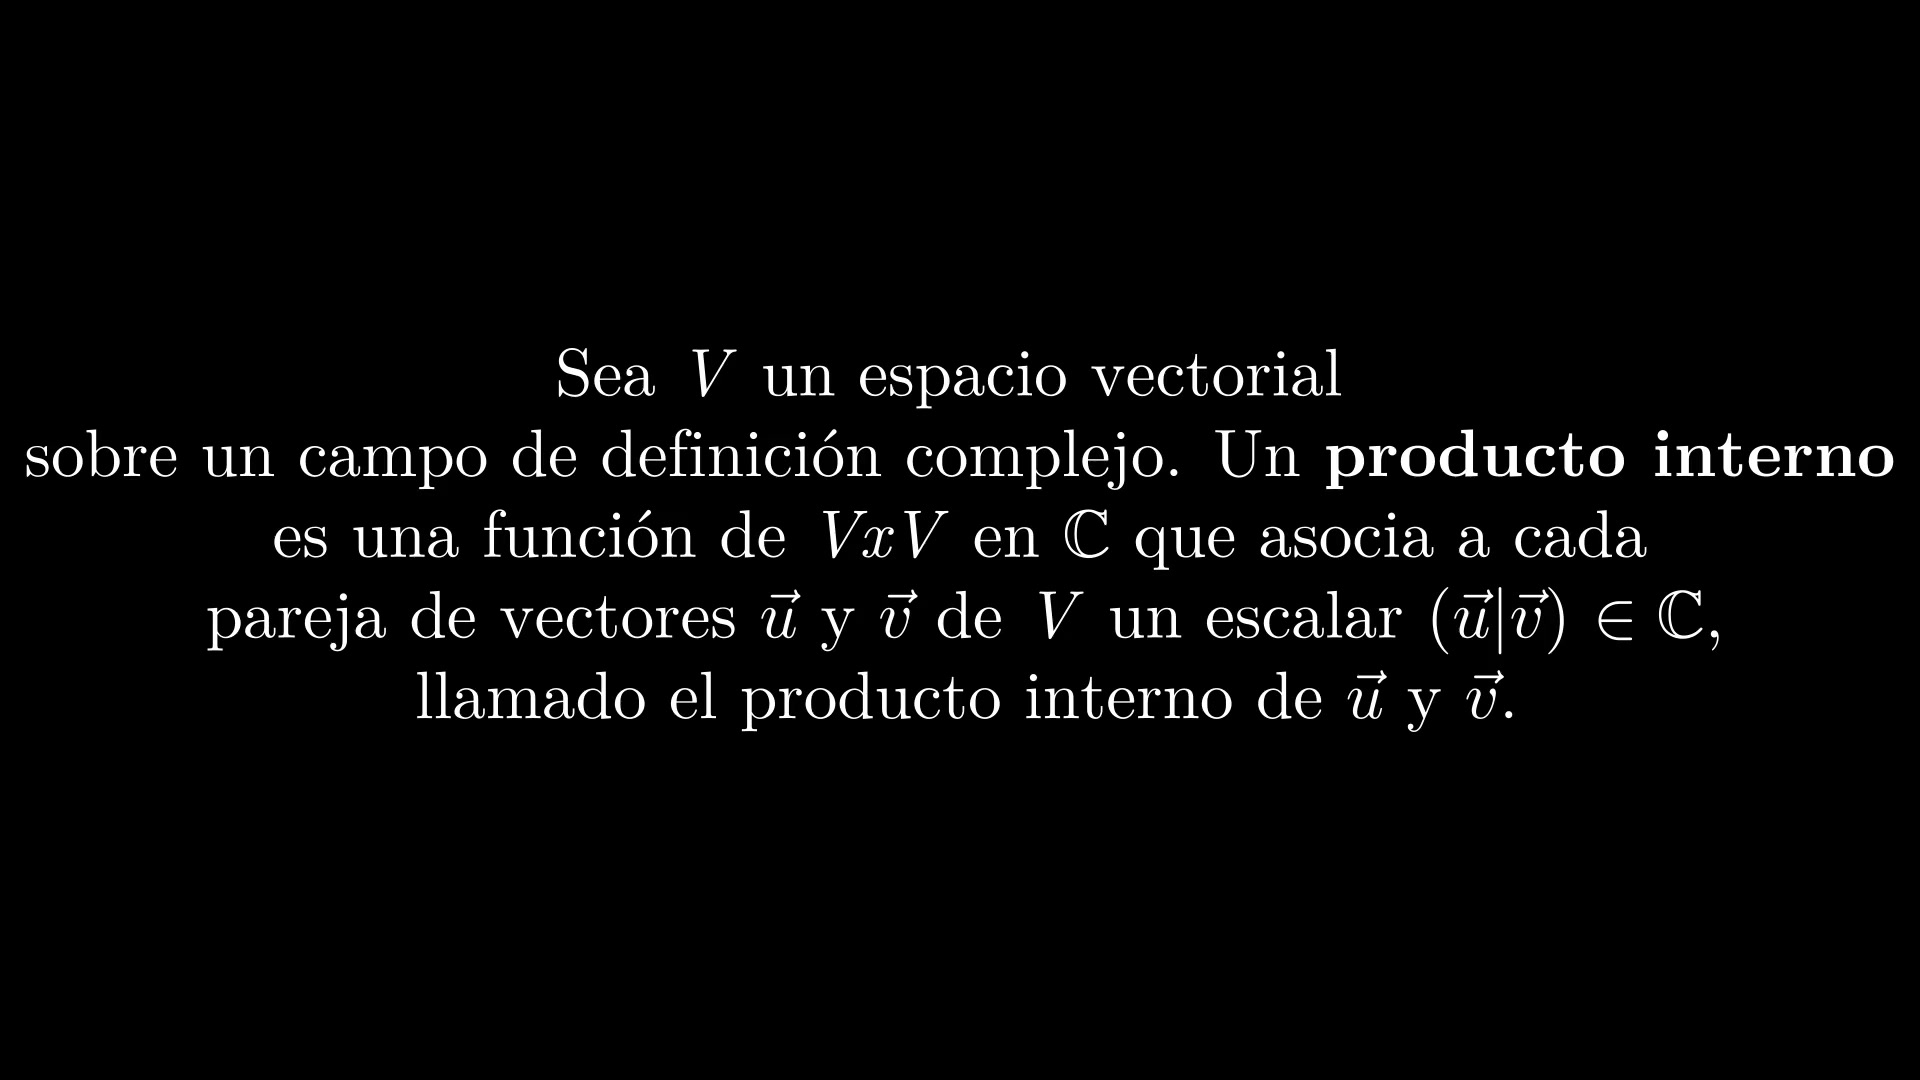 Sea V un espacio vectorial
sobre un campo de definición complejo. Un producto interno
es una función de VxV en ℂ que asocia a cada
pareja de vectores u⃗ y v⃗ de V un escalar (u⃗|v⃗) ∈ ℂ,
llamado el producto interno de u⃗ y v⃗.